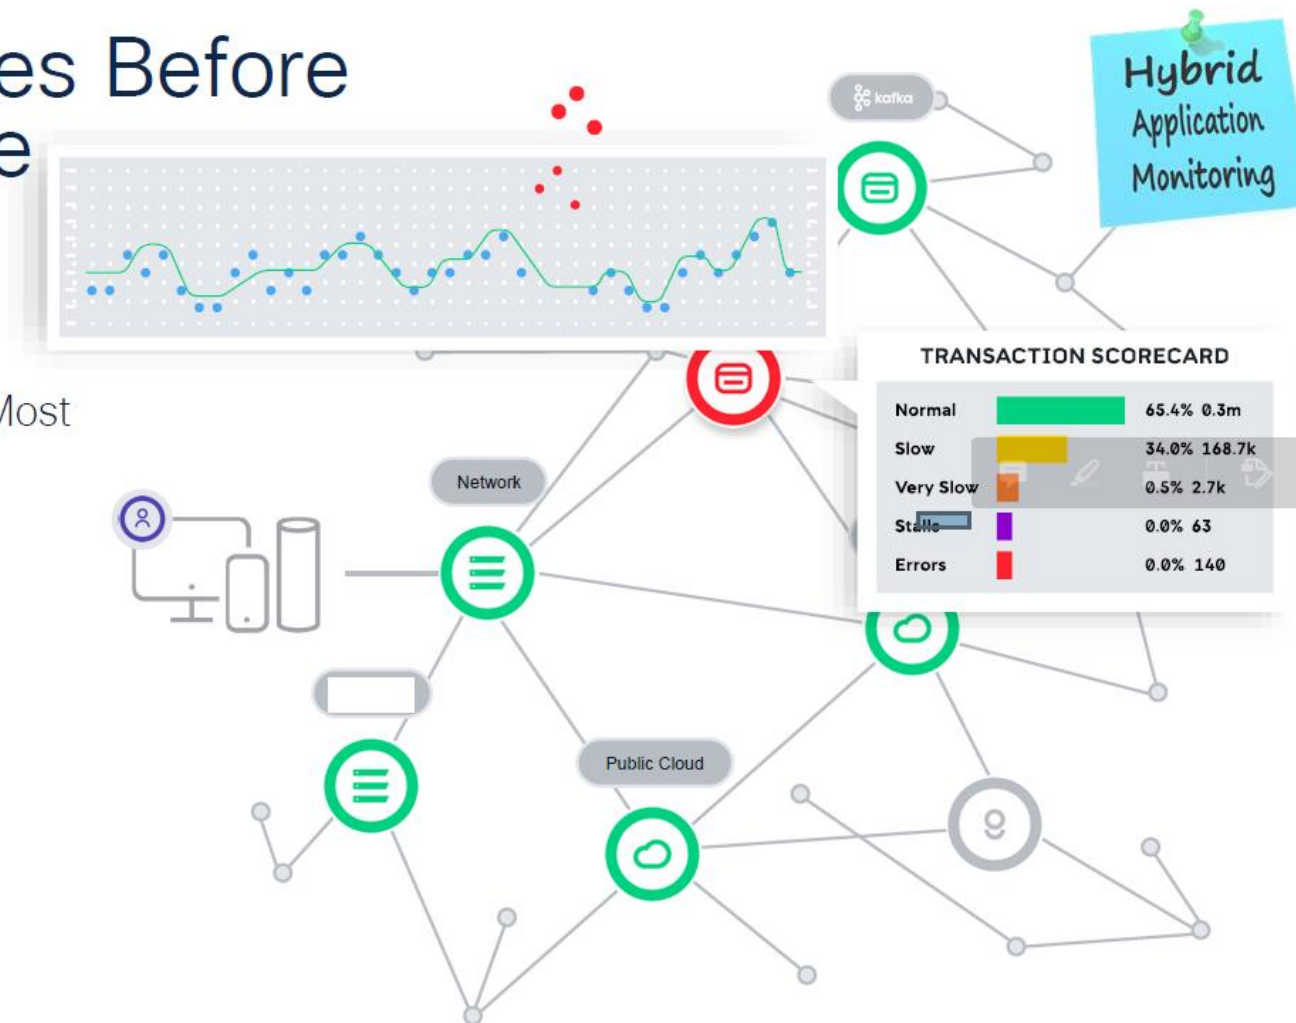 es Before
e
kafka
Hybrid
Application
Monitoring
TRANSACTION SCORECARD
Normal 65.4% 0.3m
Slow 34.0% 168.7k
Very Slow 0.5% 2.7k
Stalls 0.0% 63
Errors 0.0% 140
Most
Network
Public Cloud